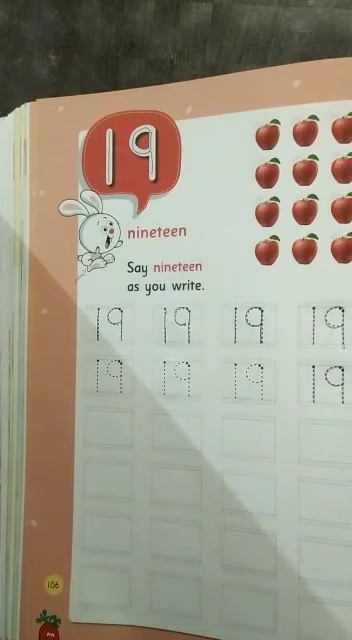 19
nineteen
Say nineteen
as you write.
19 19 19 19
19 19 19 19
106